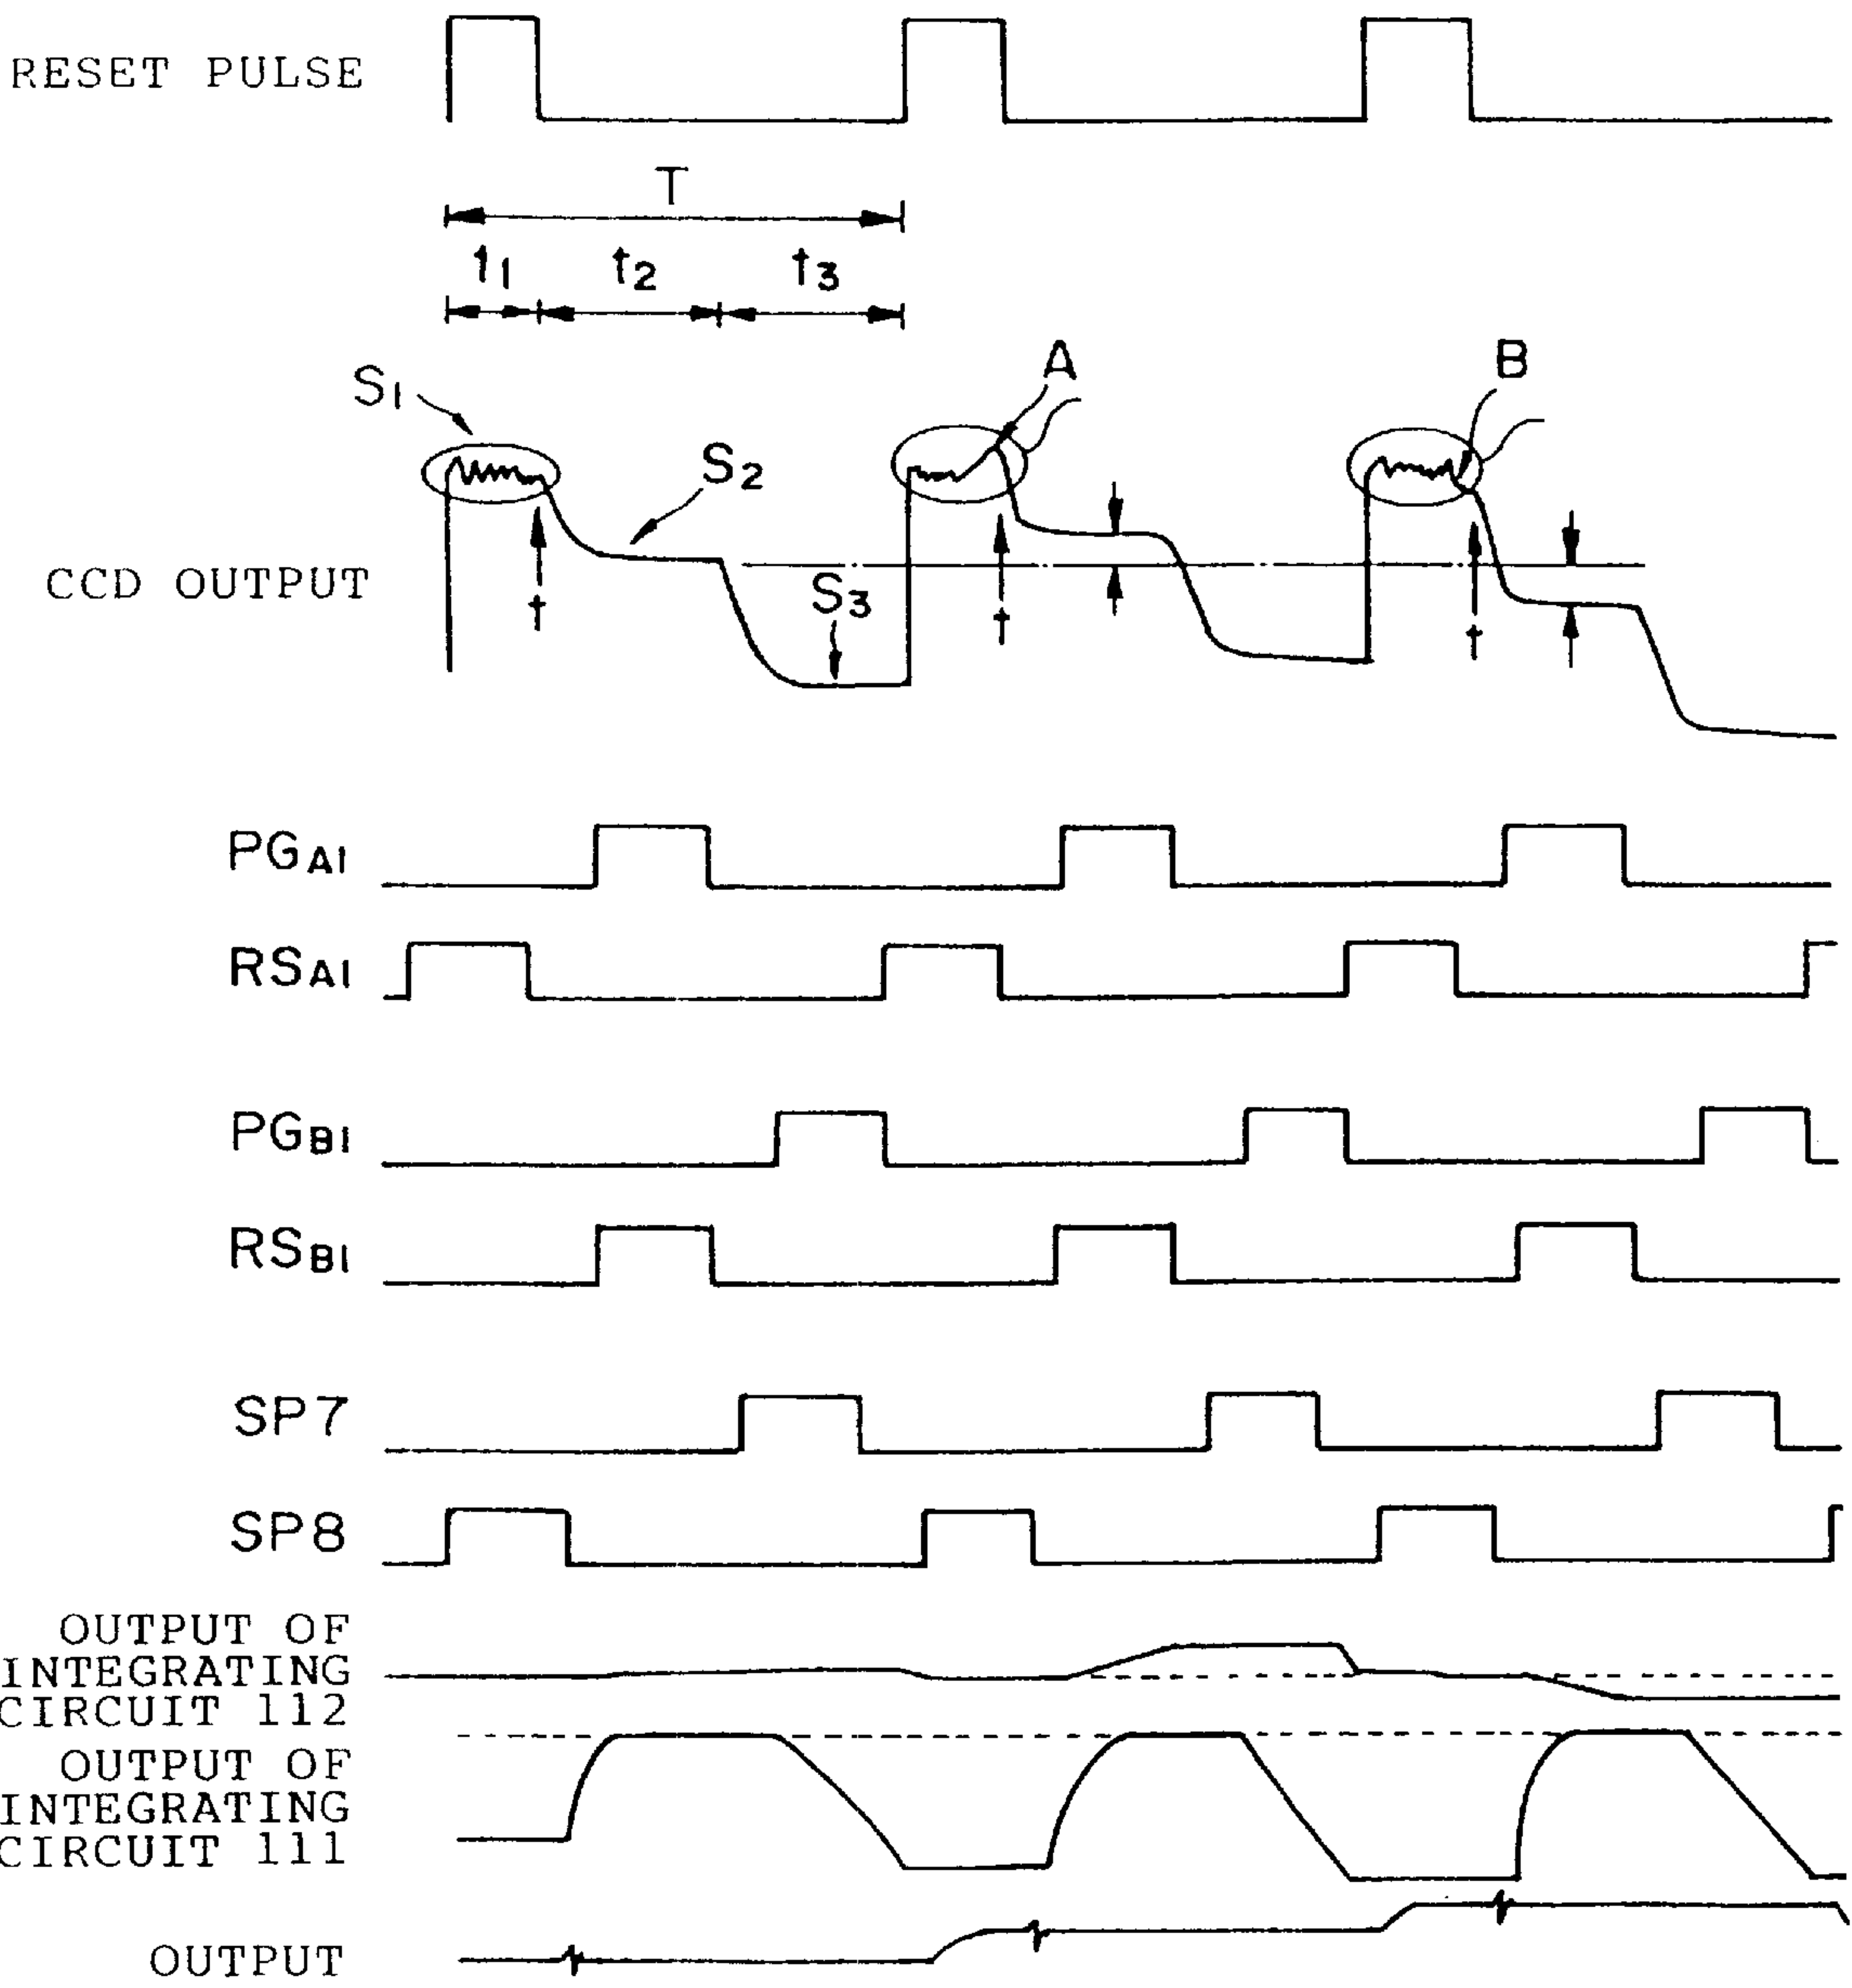 RESET PULSE
T
t1 t2 t3
S1
A
B
S2
CCD OUTPUT
S3
t
t
t
PGA1
RSA1
PGB1
RSB1
SP7
SP8
OUTPUT OF
INTEGRATING
CIRCUIT 112
OUTPUT OF
INTEGRATING
CIRCUIT 111
OUTPUT